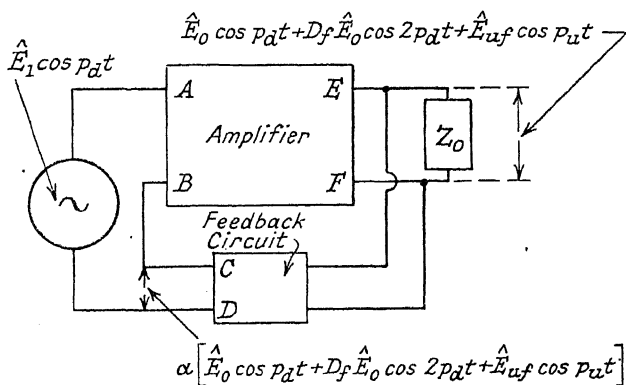 Ê₀ cos p_d t + D_f Ê₀ cos 2p_d t + Ê_uf cos p_u t
Ê₁ cos p_d t
A
E
Amplifier
Z₀
B
F
Feedback
Circuit
C
D
α[Ê₀ cos p_d t + D_f Ê₀ cos 2p_d t + Ê_uf cos p_u t]